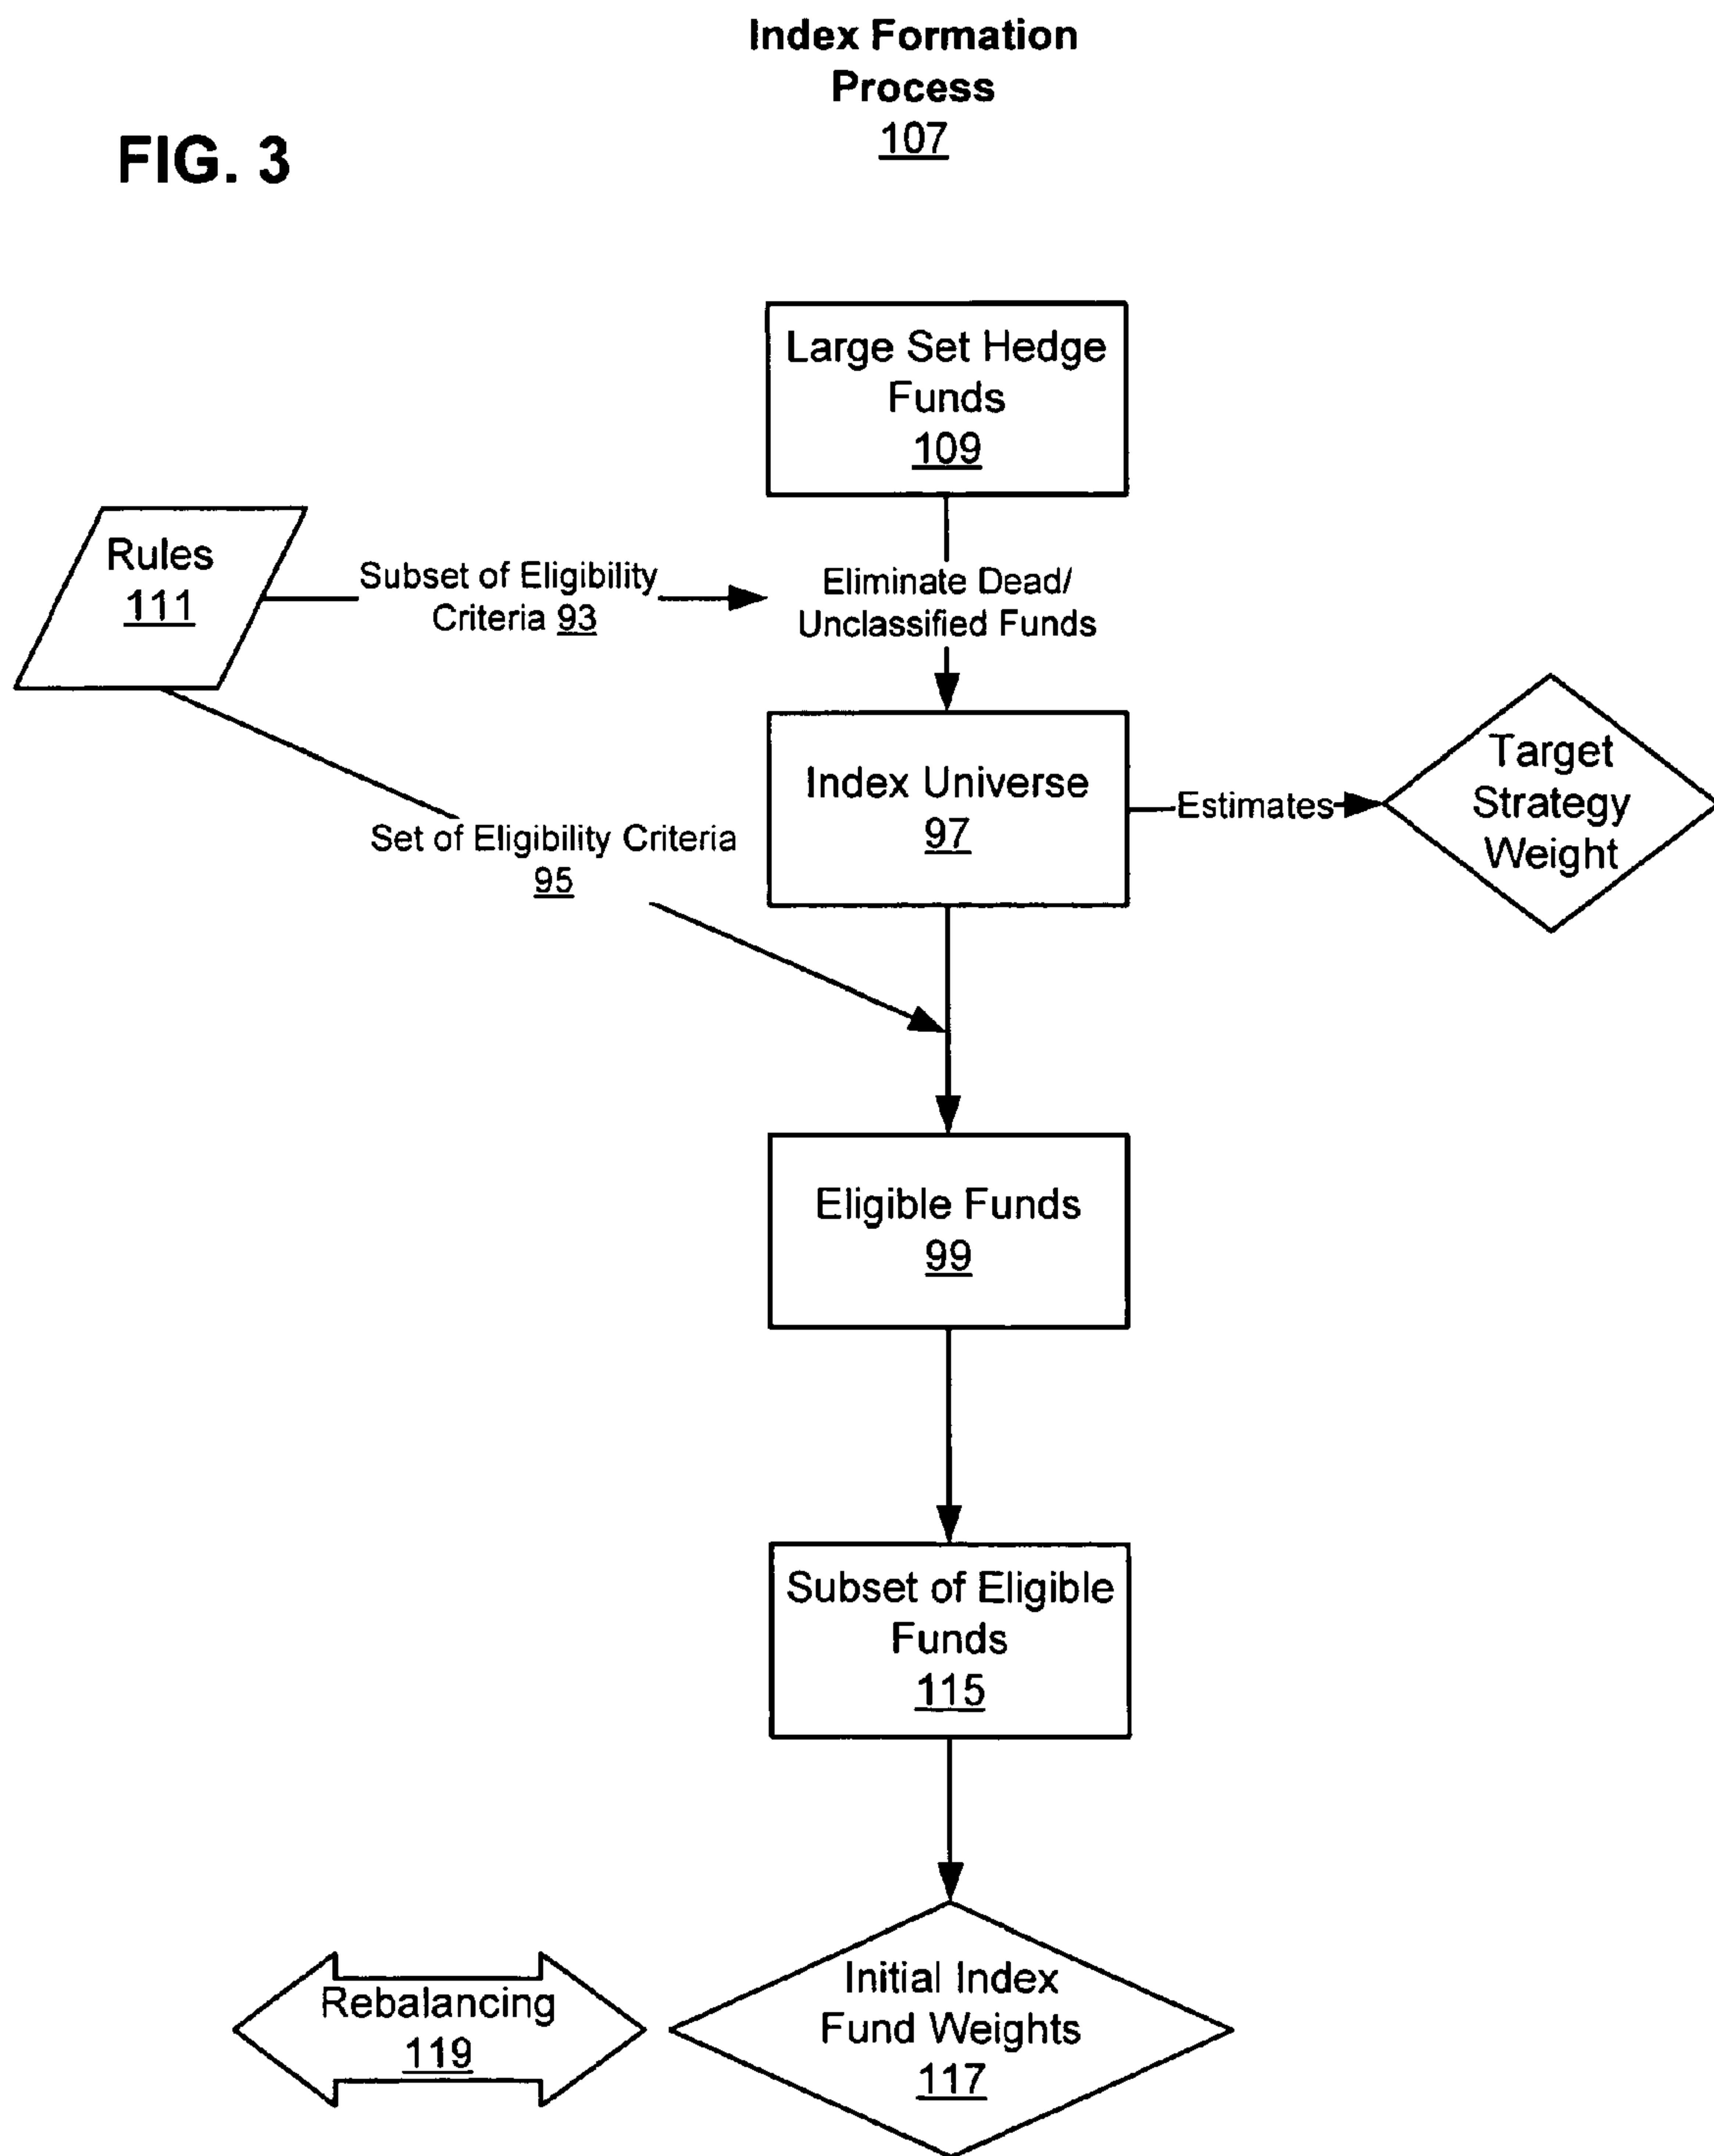 Index Formation
Process
107
FIG. 3
Large Set Hedge
Funds
109
Rules
111
Subset of Eligibility
Criteria 93
Eliminate Dead/
Unclassified Funds
Index Universe
97
Estimates
Target
Strategy
Weight
Set of Eligibility Criteria
95
Eligible Funds
99
Subset of Eligible
Funds
115
Initial Index
Fund Weights
117
Rebalancing
119